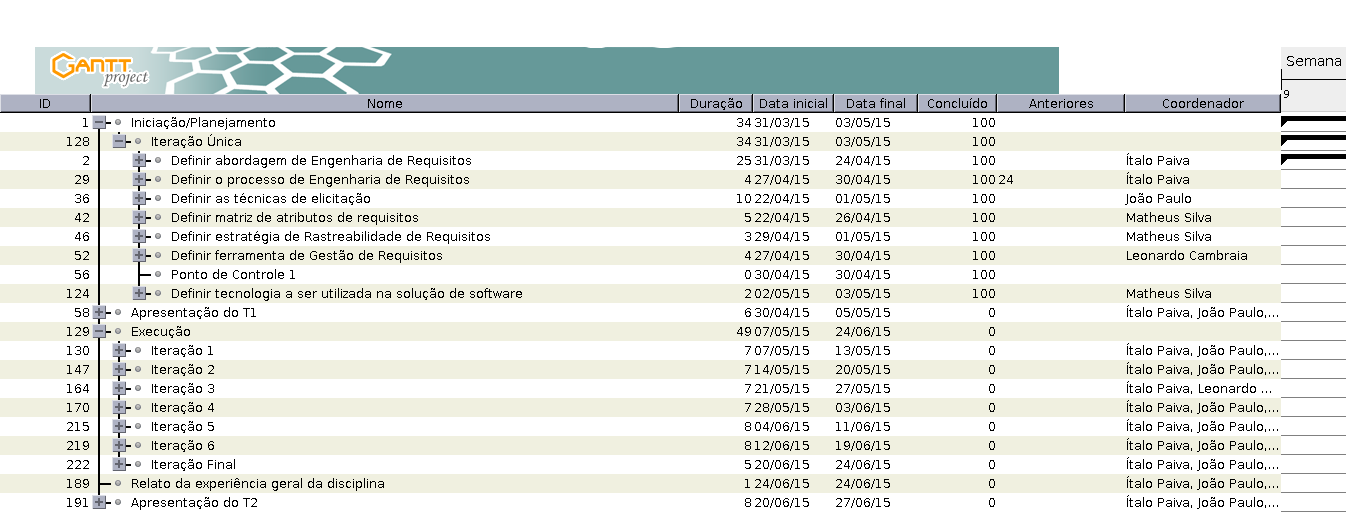 GANTT
project
Semana
9
ID Nome Duração Data inicial Data final Concluído Anteriores Coordenador
1 Iniciação/Planejamento 34 31/03/15 03/05/15 100
128 Iteração Única 34 31/03/15 03/05/15 100
2 Definir abordagem de Engenharia de Requisitos 25 31/03/15 24/04/15 100 Ítalo Paiva
29 Definir o processo de Engenharia de Requisitos 4 27/04/15 30/04/15 100 24 Ítalo Paiva
36 Definir as técnicas de elicitação 10 22/04/15 01/05/15 100 João Paulo
42 Definir matriz de atributos de requisitos 5 22/04/15 26/04/15 100 Matheus Silva
46 Definir estratégia de Rastreabilidade de Requisitos 3 29/04/15 01/05/15 100 Matheus Silva
52 Definir ferramenta de Gestão de Requisitos 4 27/04/15 30/04/15 100 Leonardo Cambraia
56 Ponto de Controle 1 0 30/04/15 30/04/15 100
124 Definir tecnologia a ser utilizada na solução de software 2 02/05/15 03/05/15 100 Matheus Silva
58 Apresentação do T1 6 30/04/15 05/05/15 0 Ítalo Paiva, João Paulo,...
129 Execução 49 07/05/15 24/06/15 0
130 Iteração 1 7 07/05/15 13/05/15 0 Ítalo Paiva, João Paulo,...
147 Iteração 2 7 14/05/15 20/05/15 0 Ítalo Paiva, João Paulo,...
164 Iteração 3 7 21/05/15 27/05/15 0 Ítalo Paiva, Leonardo ...
170 Iteração 4 7 28/05/15 03/06/15 0 Ítalo Paiva, João Paulo,...
215 Iteração 5 8 04/06/15 11/06/15 0 Ítalo Paiva, João Paulo,...
219 Iteração 6 8 12/06/15 19/06/15 0 Ítalo Paiva, João Paulo,...
222 Iteração Final 5 20/06/15 24/06/15 0 Ítalo Paiva, João Paulo,...
189 Relato da experiência geral da disciplina 1 24/06/15 24/06/15 0 Ítalo Paiva, João Paulo,...
191 Apresentação do T2 8 20/06/15 27/06/15 0 Ítalo Paiva, João Paulo,...